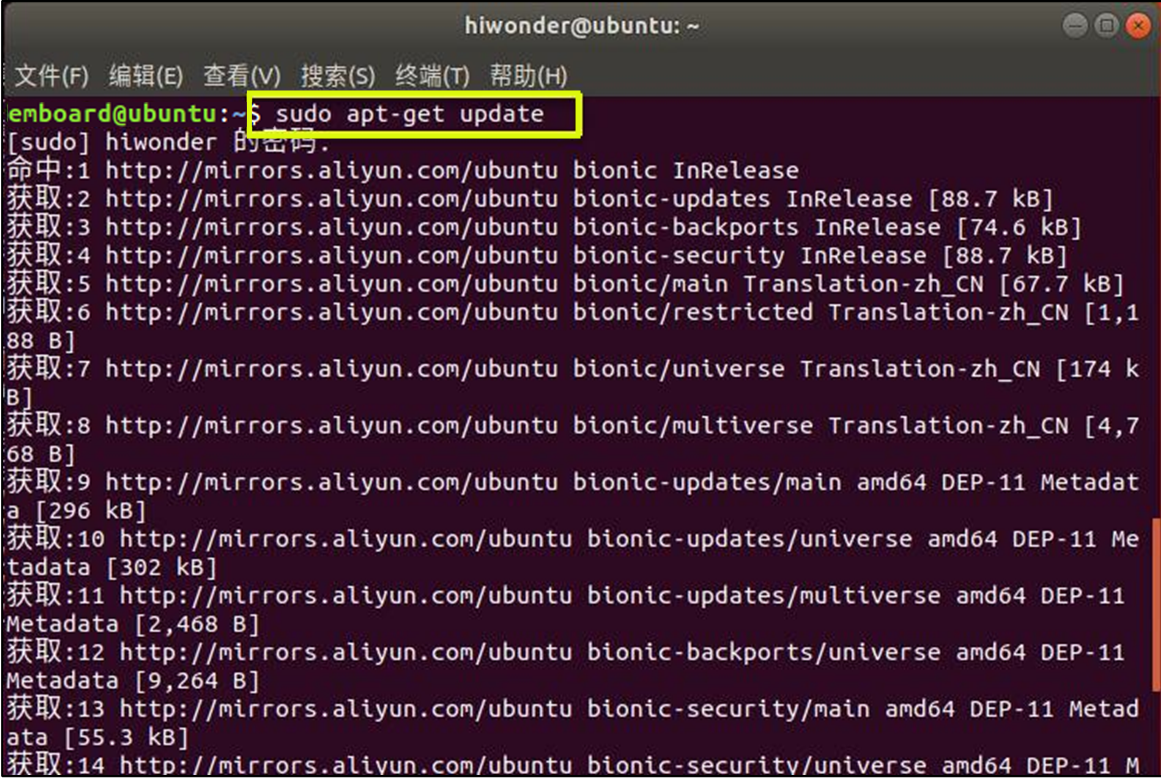 hiwonder@ubuntu: ~
文件(F) 编辑(E) 查看(V) 搜索(S) 终端(T) 帮助(H)
emboard@ubuntu:~$ sudo apt-get update
[sudo] hiwonder 的密码:
命中:1 http://mirrors.aliyun.com/ubuntu bionic InRelease
获取:2 http://mirrors.aliyun.com/ubuntu bionic-updates InRelease [88.7 kB]
获取:3 http://mirrors.aliyun.com/ubuntu bionic-backports InRelease [74.6 kB]
获取:4 http://mirrors.aliyun.com/ubuntu bionic-security InRelease [88.7 kB]
获取:5 http://mirrors.aliyun.com/ubuntu bionic/main Translation-zh_CN [67.7 kB]
获取:6 http://mirrors.aliyun.com/ubuntu bionic/restricted Translation-zh_CN [1,1
88 B]
获取:7 http://mirrors.aliyun.com/ubuntu bionic/universe Translation-zh_CN [174 k
B]
获取:8 http://mirrors.aliyun.com/ubuntu bionic/multiverse Translation-zh_CN [4,7
68 B]
获取:9 http://mirrors.aliyun.com/ubuntu bionic-updates/main amd64 DEP-11 Metadat
a [296 kB]
获取:10 http://mirrors.aliyun.com/ubuntu bionic-updates/universe amd64 DEP-11 Me
tadata [302 kB]
获取:11 http://mirrors.aliyun.com/ubuntu bionic-updates/multiverse amd64 DEP-11
Metadata [2,468 B]
获取:12 http://mirrors.aliyun.com/ubuntu bionic-backports/universe amd64 DEP-11
Metadata [9,264 B]
获取:13 http://mirrors.aliyun.com/ubuntu bionic-security/main amd64 DEP-11 Metad
ata [55.3 kB]
获取:14 http://mirrors.aliyun.com/ubuntu bionic-security/universe amd64 DEP-11 M